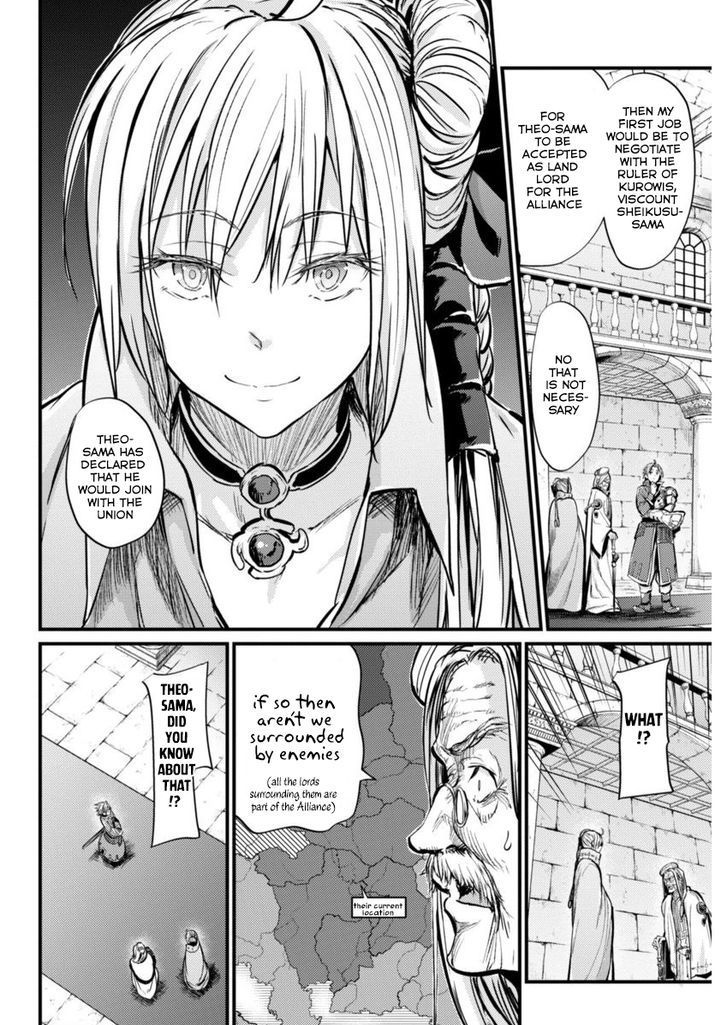 THEN MY
FIRST JOB
WOULD BE TO
NEGOTIATE
WITH THE
RULER OF
KUROWIS,
VISCOUNT
SHEIKUSU-
SAMA
FOR
THEO-SAMA
TO BE
ACCEPTED
AS LAND
LORD
FOR THE
ALLIANCE
NO
THAT
IS NOT
NECES-
SARY
THEO-
SAMA HAS
DECLARED
THAT HE
WOULD JOIN
WITH THE
UNION
WHAT
!?
if so then
aren't we
surrounded
by enemies
(all the lords
surrounding them are
part of the Alliance)
their current
location
THEO-
SAMA,
DID
YOU
KNOW
ABOUT
THAT
!?